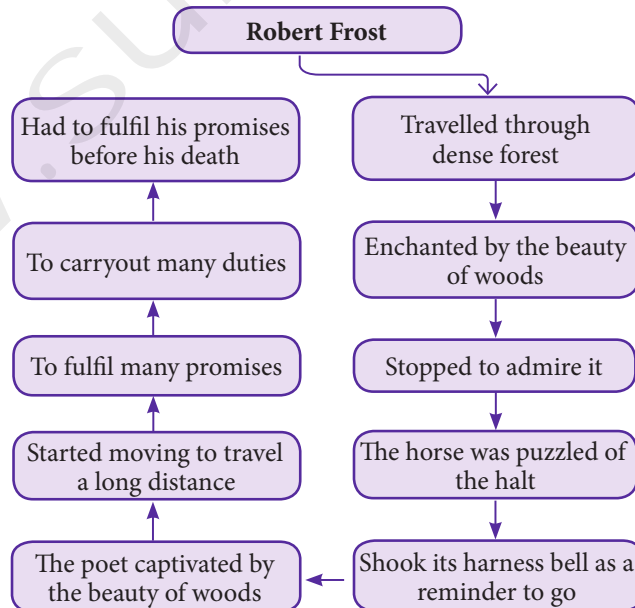 Robert Frost
Travelled through
dense forest
Enchanted by the beauty
of woods
Stopped to admire it
The horse was puzzled of
the halt
Shook its harness bell as a
reminder to go
The poet captivated by
the beauty of woods
Started moving to travel
a long distance
To fulfil many promises
To carryout many duties
Had to fulfil his promises
before his death